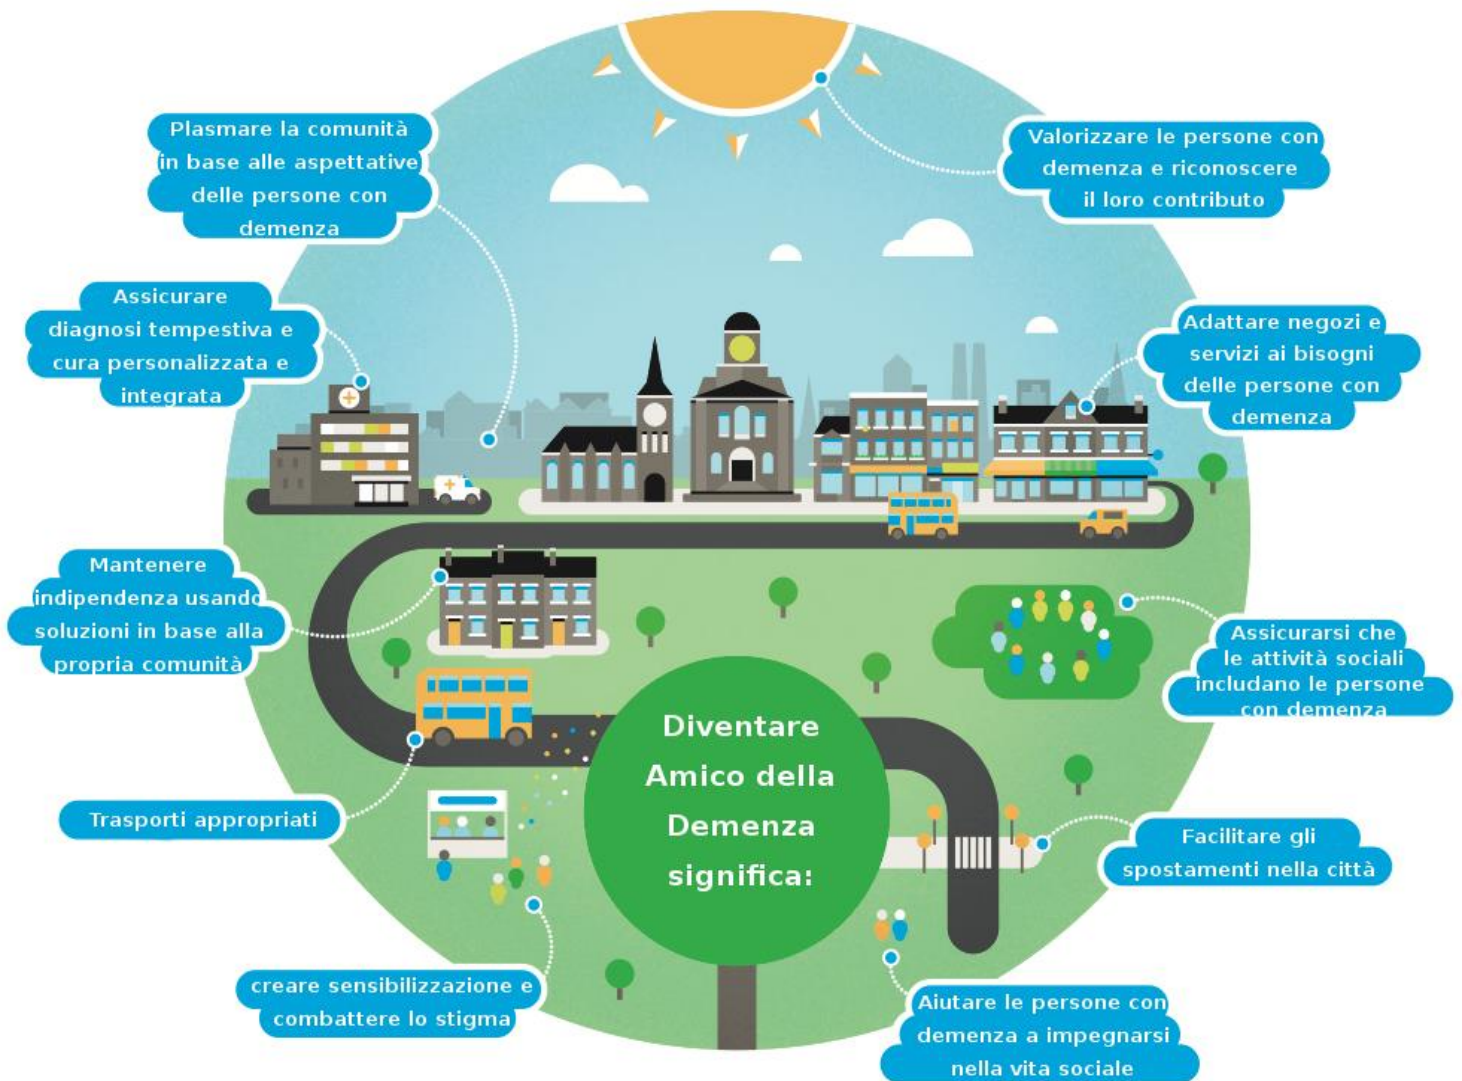 Plasmare la comunità
in base alle aspettative
delle persone con
demenza
Valorizzare le persone con
demenza e riconoscere
il loro contributo
Assicurare
diagnosi tempestiva e
cura personalizzata e
integrata
Adattare negozi e
servizi ai bisogni
delle persone con
demenza
Mantenere
indipendenza usando
soluzioni in base alla
propria comunità
Assicurarsi che
le attività sociali
includano le persone
con demenza
Diventare
Amico della
Demenza
significa:
Trasporti appropriati
Facilitare gli
spostamenti nella città
creare sensibilizzazione e
combattere lo stigma
Aiutare le persone con
demenza a impegnarsi
nella vita sociale